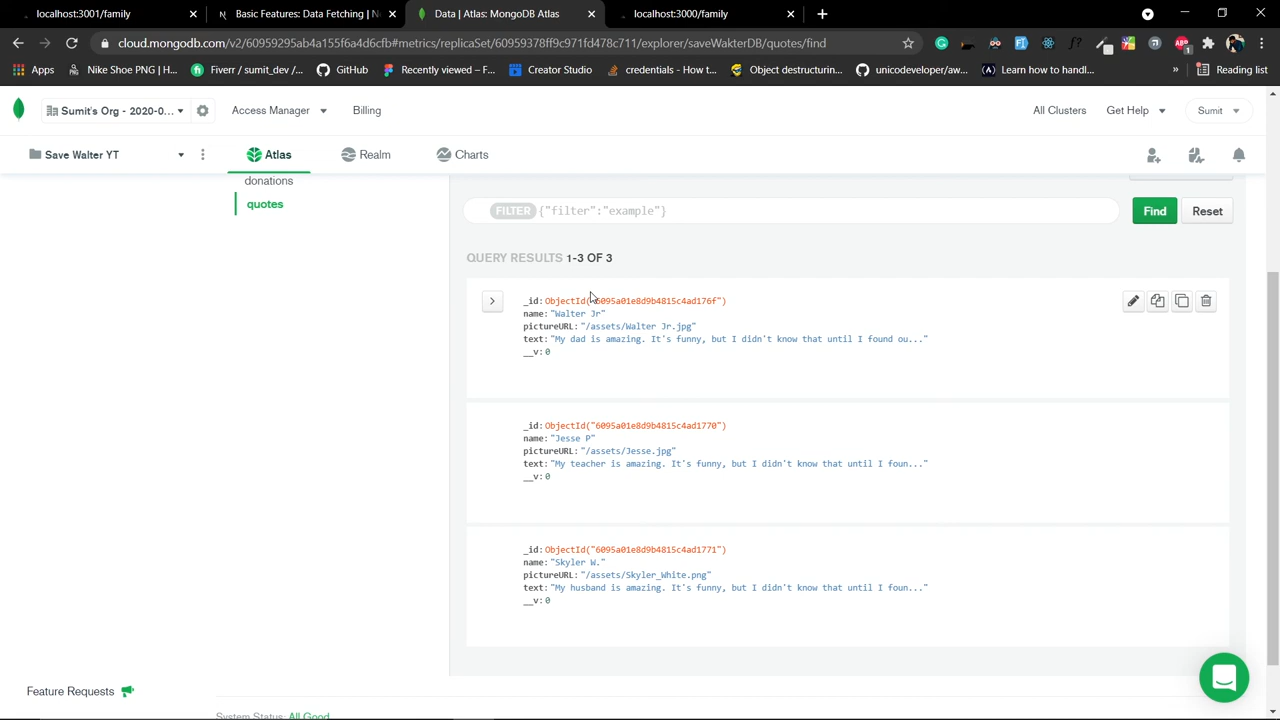 localhost:3001/family
Basic Features: Data Fetching | N
Data | Atlas: MongoDB Atlas
localhost:3000/family
cloud.mongodb.com/v2/60959295ab4a155f6a4d6cfb#metrics/replicaSet/60959378ff9c971fd478c711/explorer/saveWakterDB/quotes/find
Apps
Nike Shoe PNG | H...
Fiverr / sumit_dev/...
GitHub
Recently viewed – F...
Creator Studio
credentials - How t...
Object destructurin...
unicodeveloper/aw...
Learn how to handl...
»
Reading list
Sumit's Org - 2020-0...
Access Manager
Billing
All Clusters
Get Help
Sumit
Save Walter YT
Atlas
Realm
Charts
donations
quotes
FILTER {"filter":"example"}
Find
Reset
QUERY RESULTS 1-3 OF 3
_id: ObjectId("6095a01e8d9b4815c4ad176f")
name: "Walter Jr"
pictureURL: "/assets/Walter Jr.jpg"
text: "My dad is amazing. It's funny, but I didn't know that until I found ou..."
__v: 0
_id: ObjectId("6095a01e8d9b4815c4ad1770")
name: "Jesse P"
pictureURL: "/assets/Jesse.jpg"
text: "My teacher is amazing. It's funny, but I didn't know that until I foun..."
__v: 0
_id: ObjectId("6095a01e8d9b4815c4ad1771")
name: "Skyler W."
pictureURL: "/assets/Skyler_White.png"
text: "My husband is amazing. It's funny, but I didn't know that until I foun..."
__v: 0
Feature Requests
System Status: All Good